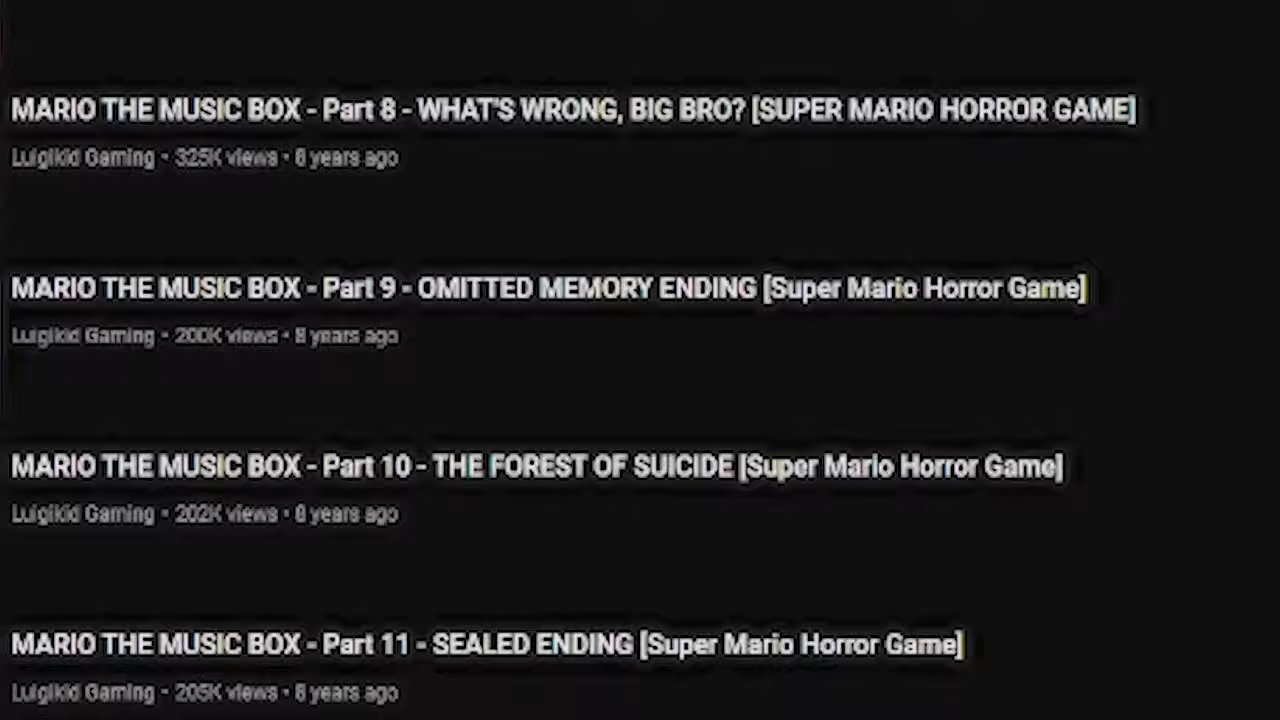 MARIO THE MUSIC BOX - Part 8 - WHAT'S WRONG, BIG BRO? [SUPER MARIO HORROR GAME]
Luigikid Gaming • 325K views • 8 years ago
MARIO THE MUSIC BOX - Part 9 - OMITTED MEMORY ENDING [Super Mario Horror Game]
Luigikid Gaming • 200K views • 8 years ago
MARIO THE MUSIC BOX - Part 10 - THE FOREST OF SUICIDE [Super Mario Horror Game]
Luigikid Gaming • 202K views • 8 years ago
MARIO THE MUSIC BOX - Part 11 - SEALED ENDING [Super Mario Horror Game]
Luigikid Gaming • 205K views • 8 years ago